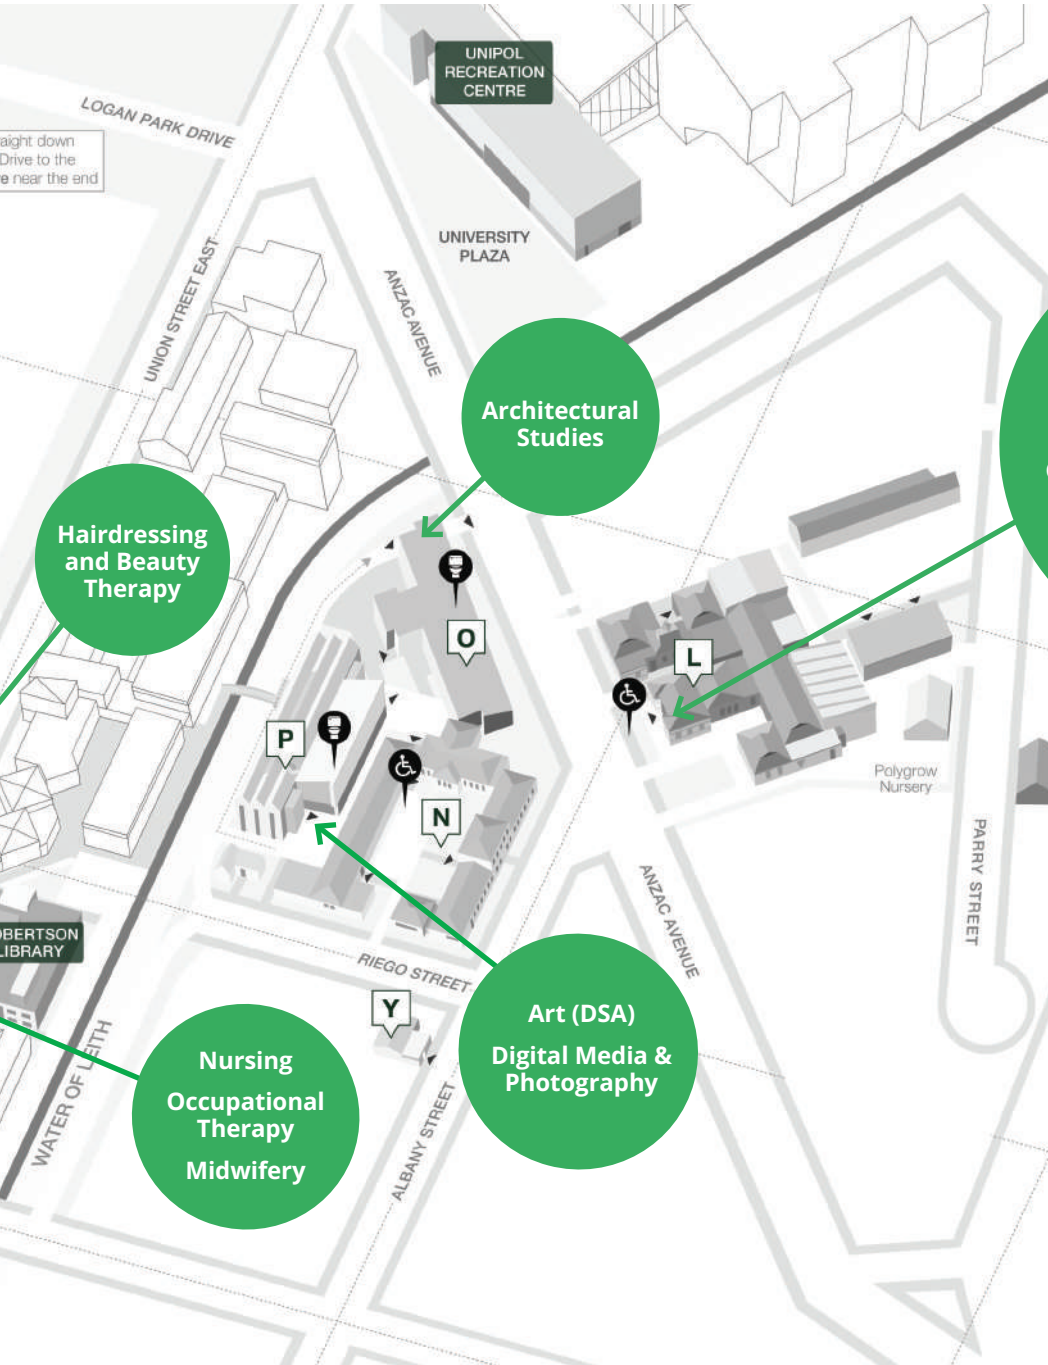 UNIPOL
RECREATION
CENTRE
LOGAN PARK DRIVE
aight down
Drive to the
e near the end
UNIVERSITY
PLAZA
UNION STREET EAST
ANZAC AVENUE
Architectural
Studies
Hairdressing
and Beauty
Therapy
O
L
P
N
Polygrow
Nursery
PARRY STREET
ANZAC AVENUE
OBERTSON
LIBRARY
RIEGO STREET
Y
Art (DSA)
Digital Media &
Photography
Nursing
Occupational
Therapy
Midwifery
WATER OF LEITH
ALBANY STREET